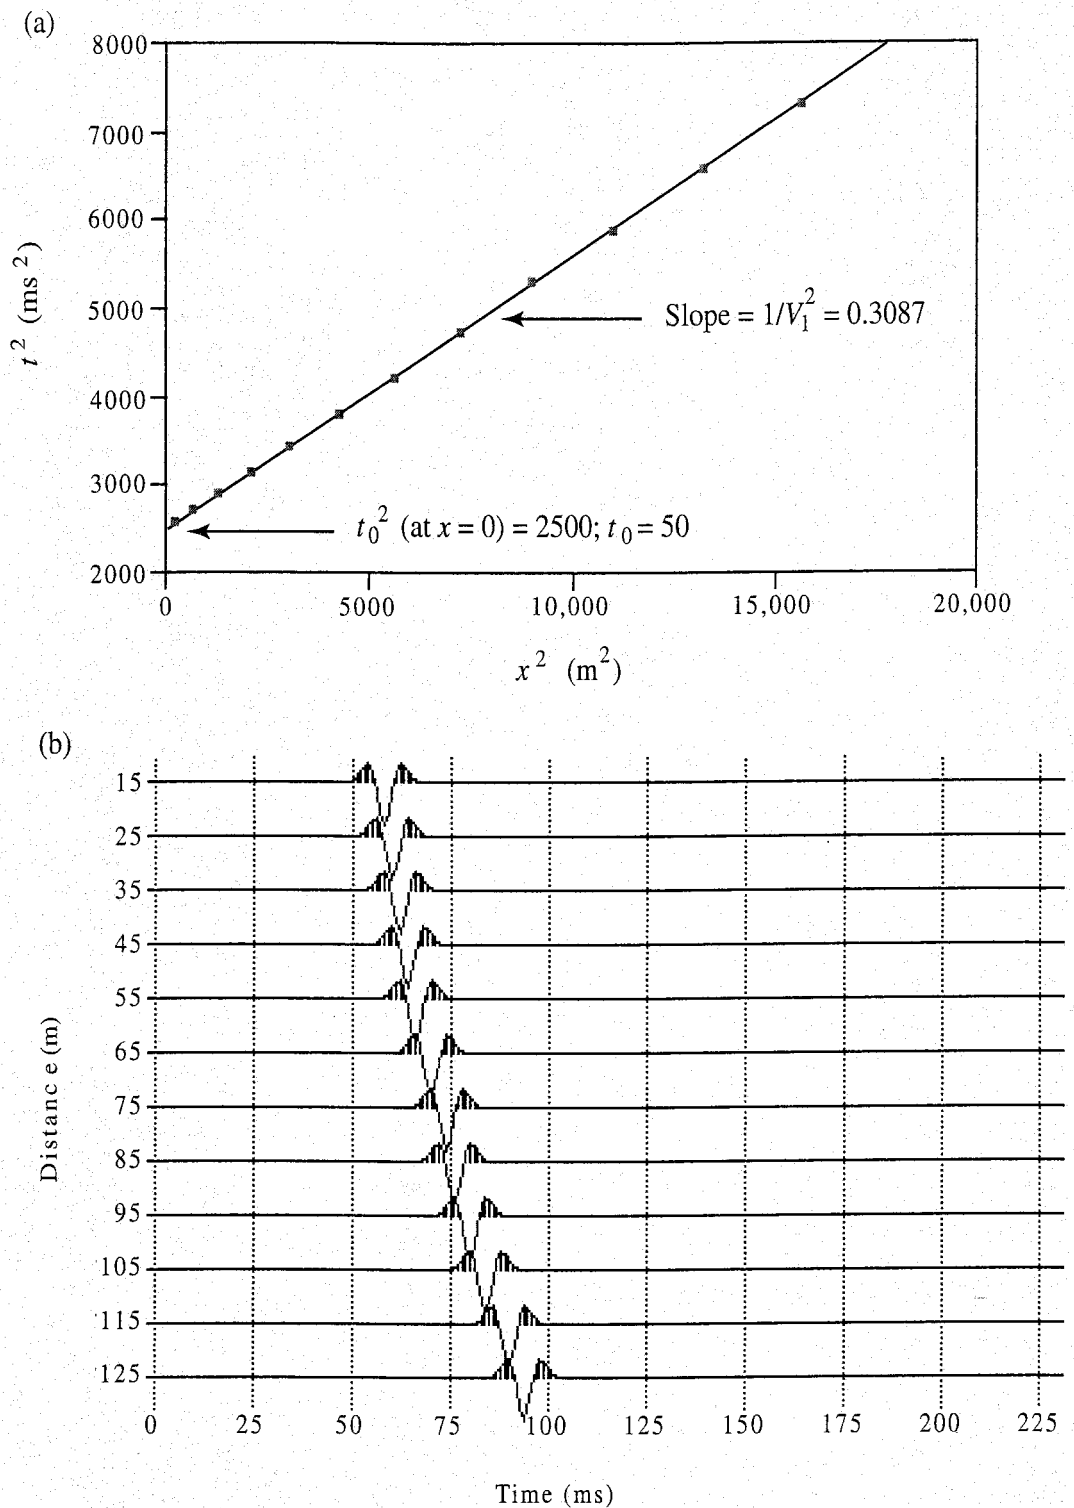 (a)
8000
7000
6000
5000
4000
3000
2000
t² (ms²)
Slope = 1/V₁² = 0.3087
t₀² (at x = 0) = 2500; t₀ = 50
0 5000 10,000 15,000 20,000
x² (m²)
(b)
15
25
35
45
55
65
75
85
95
105
115
125
Distance (m)
0 25 50 75 100 125 150 175 200 225
Time (ms)